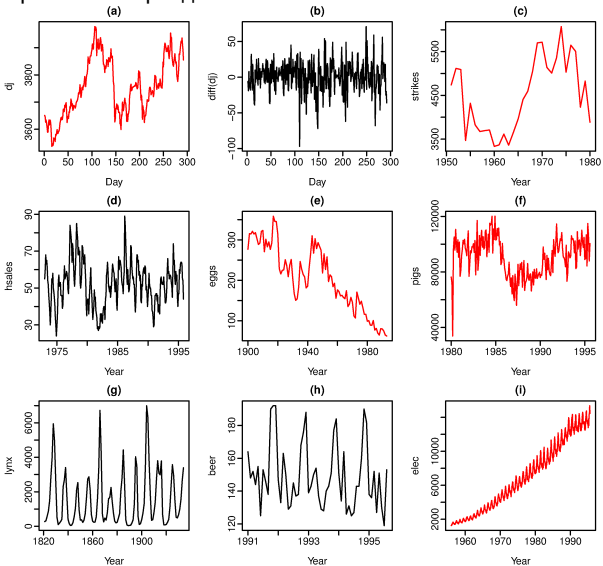 (a) (b) (c)
dj 3600 3800
0 50 100 150 200 250 300
Day
diff(dj) −100 −50 0 50
0 50 100 150 200 250 300
Day
strikes 3500 4500 5500
1950 1960 1970 1980
Year
(d) (e) (f)
hsales 30 50 70 90
1975 1985 1995
Year
eggs 100 200 300
1900 1940 1980
Year
pigs 40000 80000 120000
1980 1985 1990 1995
Year
(g) (h) (i)
lynx 0 2000 4000 6000
1820 1860 1900
Year
beer 120 140 160 180
1991 1993 1995
Year
elec 2000 6000 10000
1960 1970 1980 1990
Year